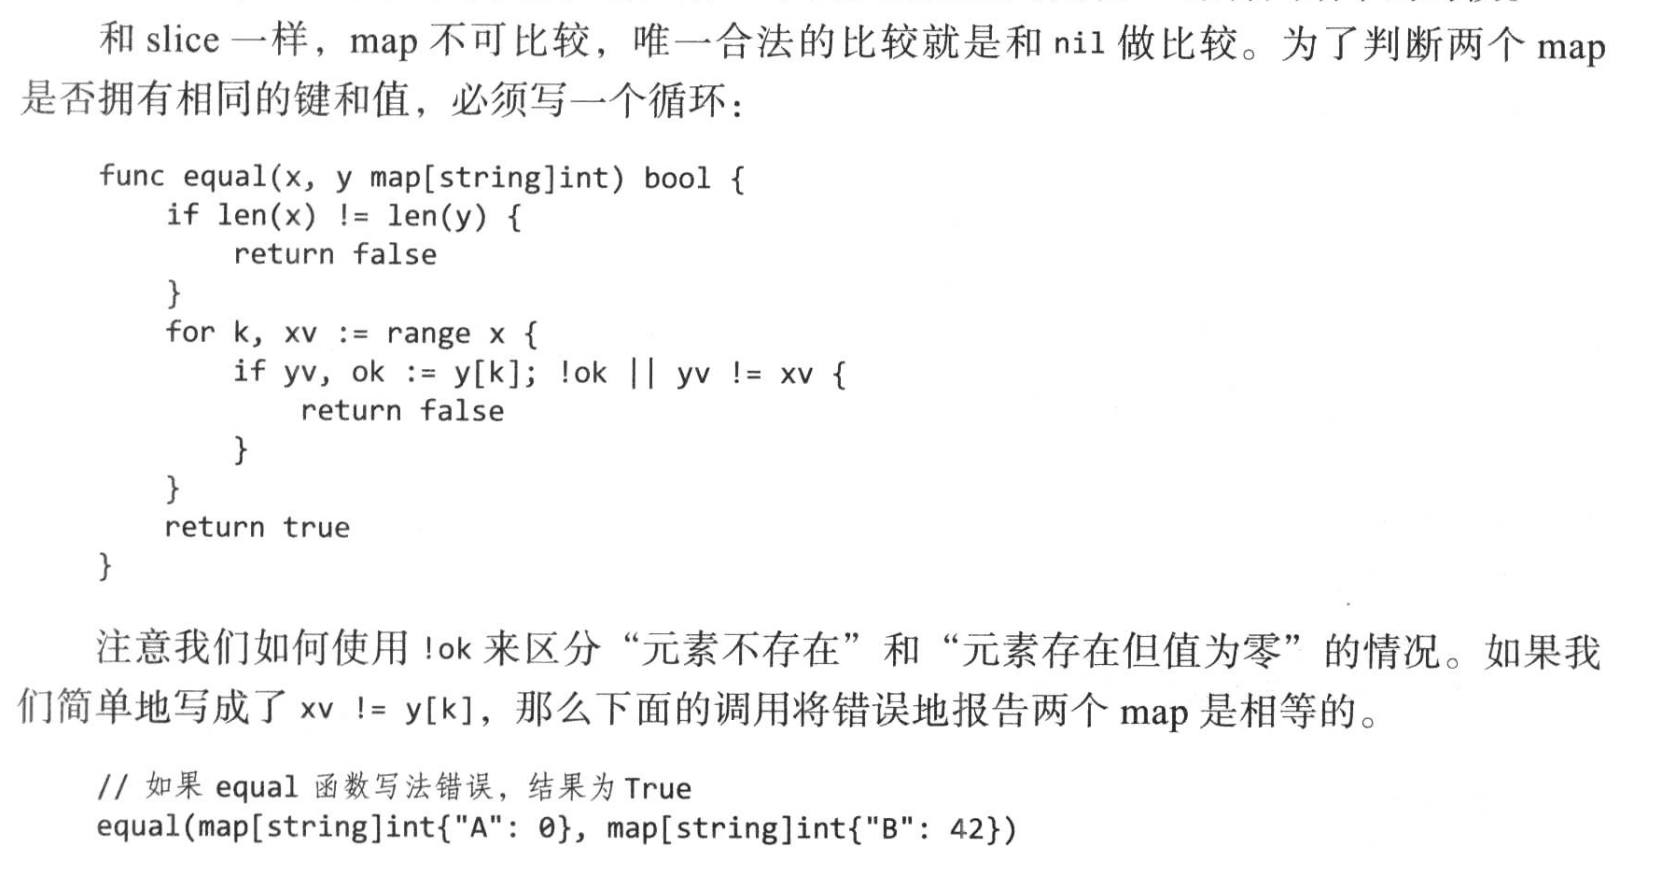 和 slice 一样，map 不可比较，唯一合法的比较就是和 nil 做比较。为了判断两个 map
是否拥有相同的键和值，必须写一个循环：
func equal(x, y map[string]int) bool {
    if len(x) != len(y) {
        return false
    }
    for k, xv := range x {
        if yv, ok := y[k]; !ok || yv != xv {
            return false
        }
    }
    return true
}
注意我们如何使用 !ok 来区分“元素不存在”和“元素存在但值为零”的情况。如果我
们简单地写成了 xv != y[k]，那么下面的调用将错误地报告两个 map 是相等的。
// 如果 equal 函数写法错误，结果为 True
equal(map[string]int{"A": 0}, map[string]int{"B": 42})